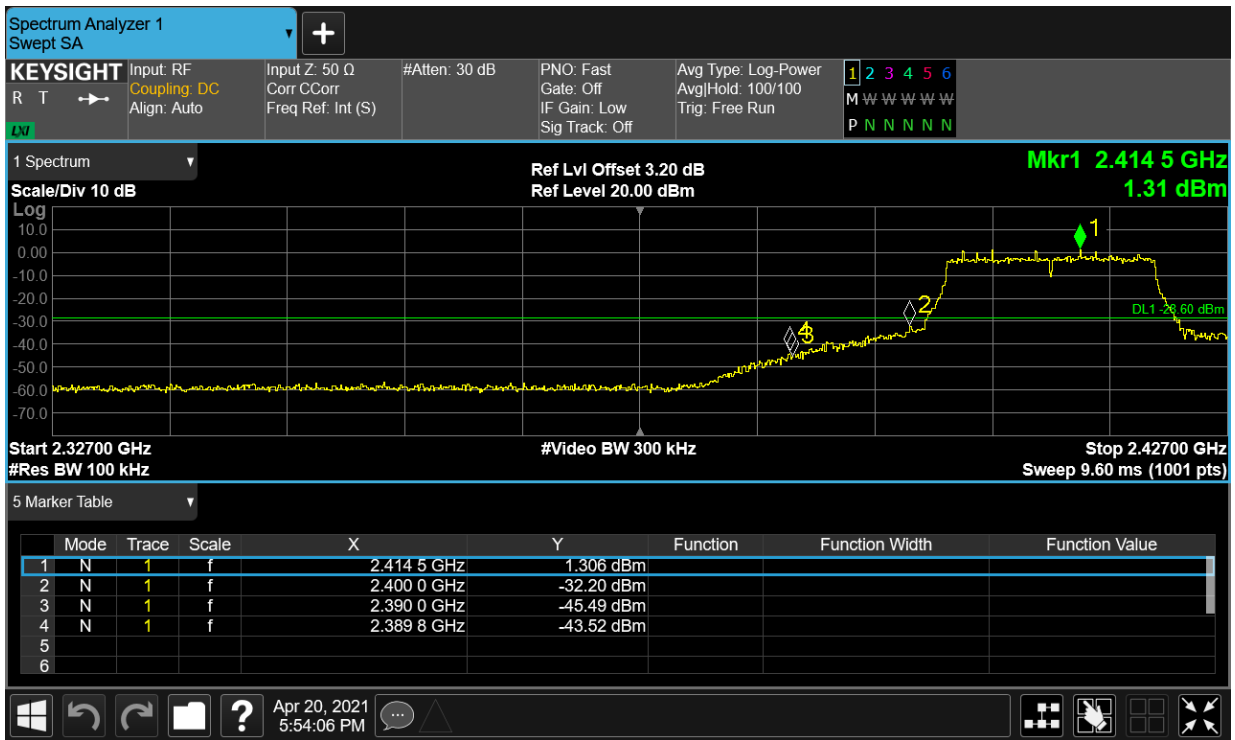 Spectrum Analyzer 1
Swept SA
+
KEYSIGHT
R T
LXI
Input: RF
Coupling: DC
Align: Auto
Input Z: 50 Ω
Corr CCorr
Freq Ref: Int (S)
#Atten: 30 dB
PNO: Fast
Gate: Off
IF Gain: Low
Sig Track: Off
Avg Type: Log-Power
Avg|Hold: 100/100
Trig: Free Run
1 2 3 4 5 6
M W W W W W
P N N N N N
1 Spectrum
Scale/Div 10 dB
Ref Lvl Offset 3.20 dB
Ref Level 20.00 dBm
Mkr1 2.414 5 GHz
1.31 dBm
Log
10.0
0.00
-10.0
-20.0
-30.0
-40.0
-50.0
-60.0
-70.0
1
2
4
3
DL1 -28.60 dBm
Start 2.32700 GHz
#Video BW 300 kHz
Stop 2.42700 GHz
#Res BW 100 kHz
Sweep 9.60 ms (1001 pts)
5 Marker Table
Mode Trace Scale X Y Function Function Width Function Value
1 N 1 f 2.414 5 GHz 1.306 dBm
2 N 1 f 2.400 0 GHz -32.20 dBm
3 N 1 f 2.390 0 GHz -45.49 dBm
4 N 1 f 2.389 8 GHz -43.52 dBm
5
6
?
Apr 20, 2021
5:54:06 PM